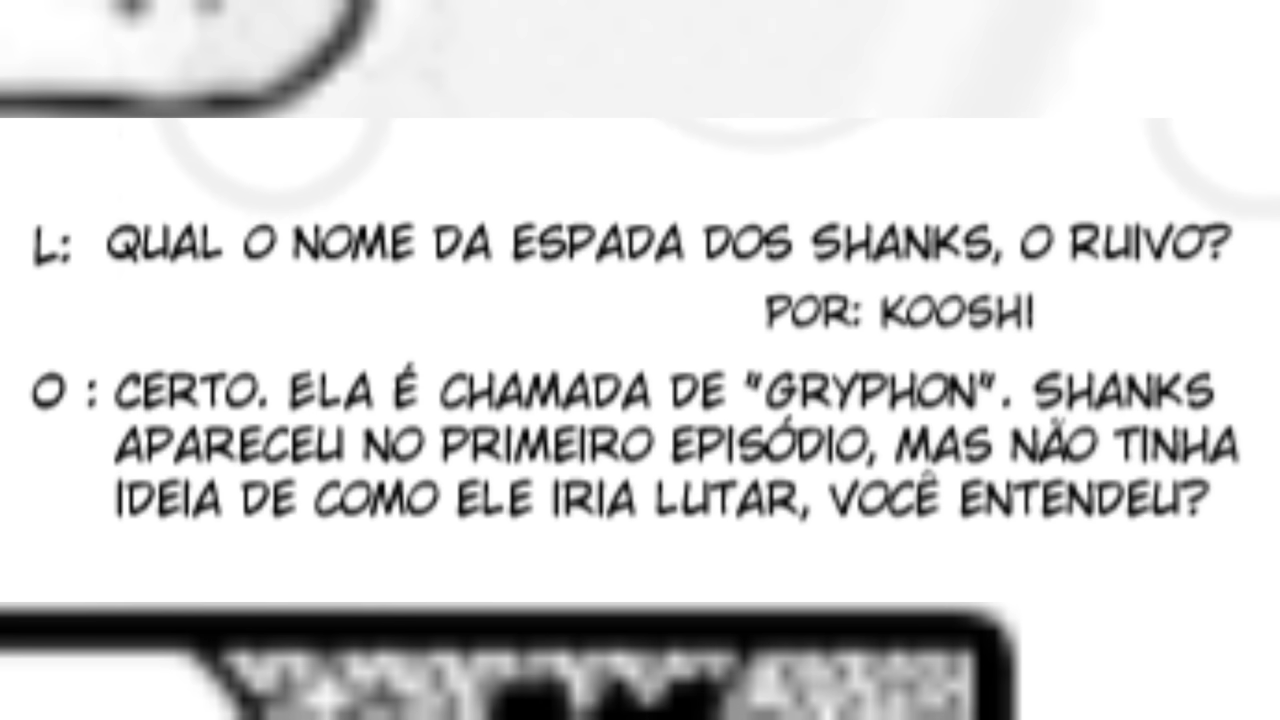 L: QUAL O NOME DA ESPADA DOS SHANKS, O RUIVO?
POR: KOOSHI
O : CERTO. ELA É CHAMADA DE "GRYPHON". SHANKS
APARECEU NO PRIMEIRO EPISÓDIO, MAS NÃO TINHA
IDEIA DE COMO ELE IRIA LUTAR, VOCÊ ENTENDEU?